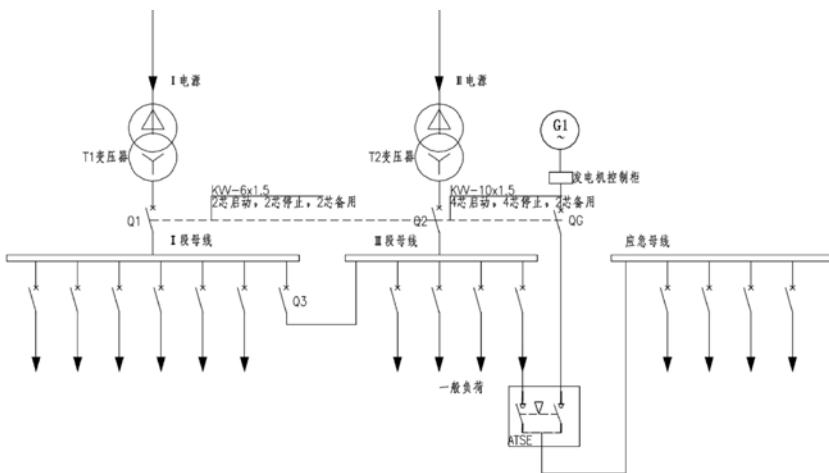 Ⅰ电源
Ⅲ电源
G1
~
T1变压器
T2变压器
发电机控制柜
KVV-6x1.5
2芯启动，2芯停止，2芯备用
KVV-10x1.5
4芯启动，4芯停止，2芯备用
Q1
Q2
QG
Ⅰ段母线
Ⅲ段母线
应急母线
Q3
一般负荷
ATSE